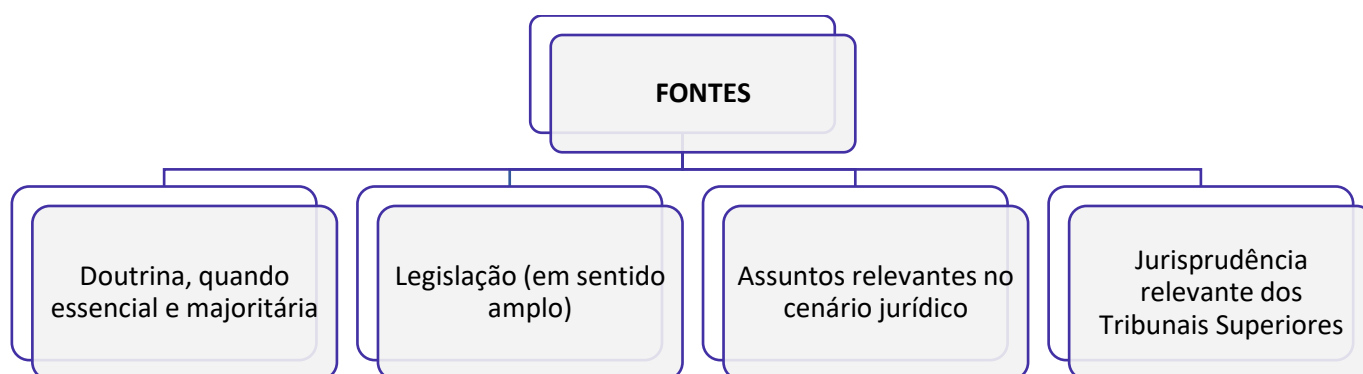 FONTES
Doutrina, quando
essencial e majoritária
Legislação (em sentido
amplo)
Assuntos relevantes no
cenário jurídico
Jurisprudência
relevante dos
Tribunais Superiores